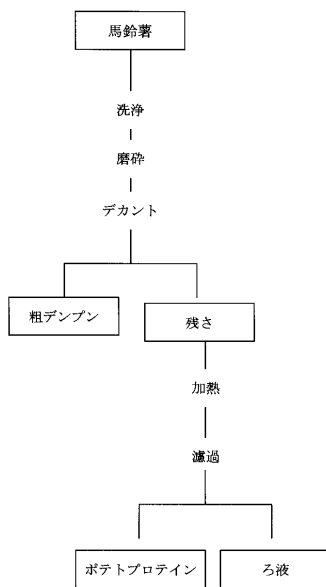 馬鈴薯
洗浄
磨砕
デカント
粗デンプン
残さ
加熱
濾過
ポテトプロテイン
ろ液